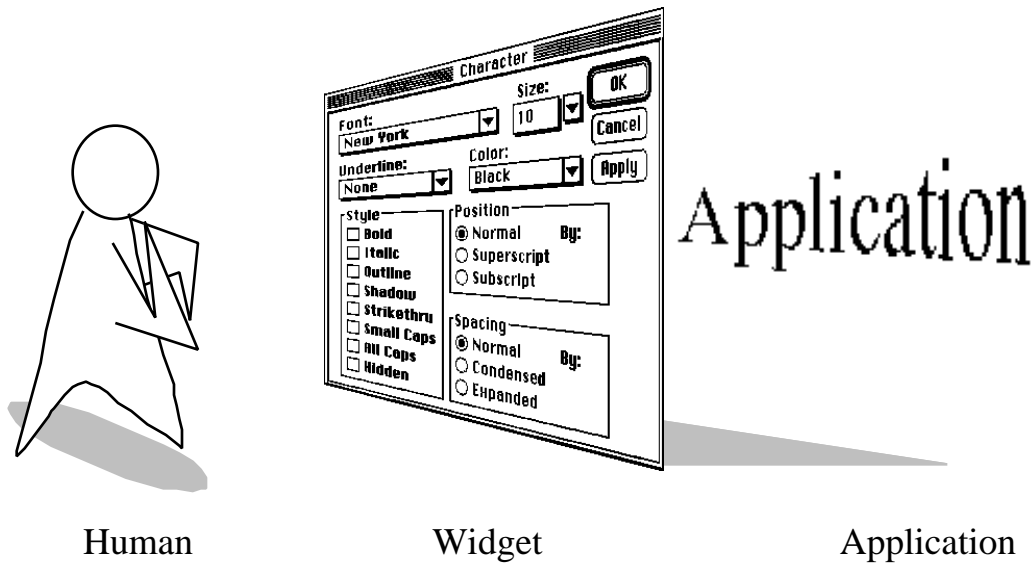 Character
Font:
New York
Size:
10
OK
Cancel
Apply
Underline:
None
Color:
Black
Style
Bold
Italic
Outline
Shadow
Strikethru
Small Caps
All Caps
Hidden
Position
Normal
By:
Superscript
Subscript
Spacing
Normal
By:
Condensed
Expanded
Application
Human
Widget
Application